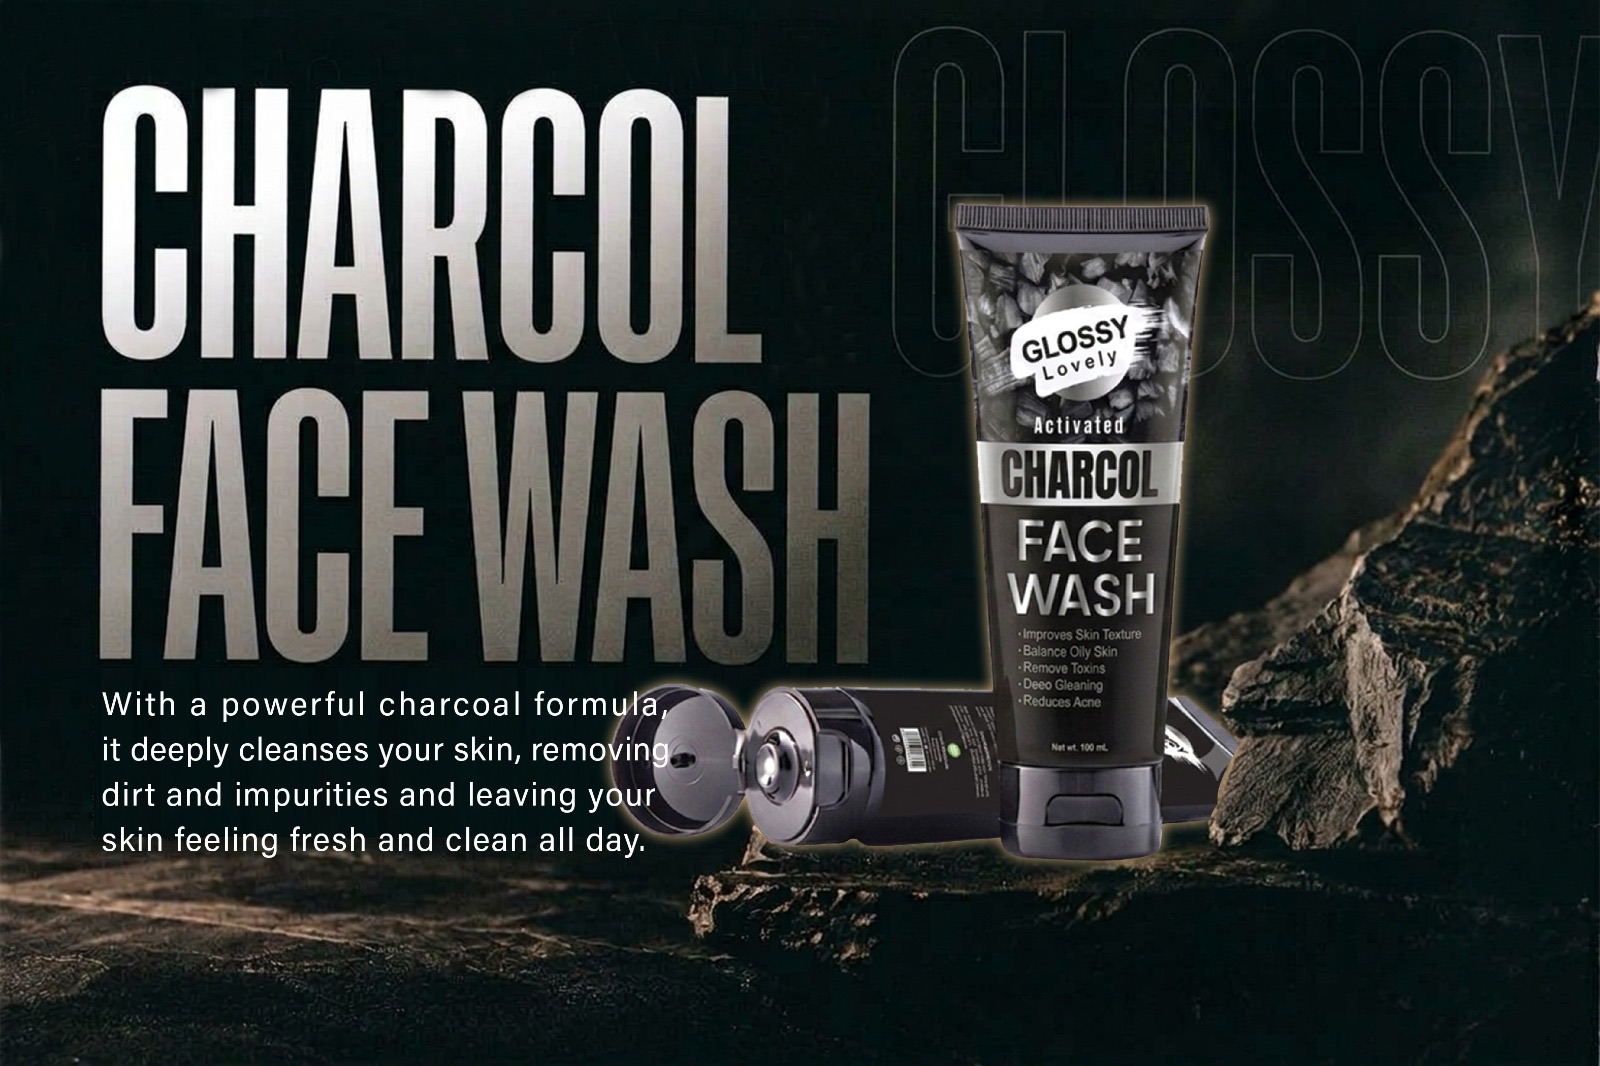 GLOSSY
CHARCOL
FACE WASH
With a powerful charcoal formula,
it deeply cleanses your skin, removing
dirt and impurities and leaving your
skin feeling fresh and clean all day.
GLOSSY
Lovely
Activated
CHARCOL
FACE
WASH
· Improves Skin Texture
· Balance Oily Skin
· Remove Toxins
· Deeo Gleaning
· Reduces Acne
Net wt. 100 mL